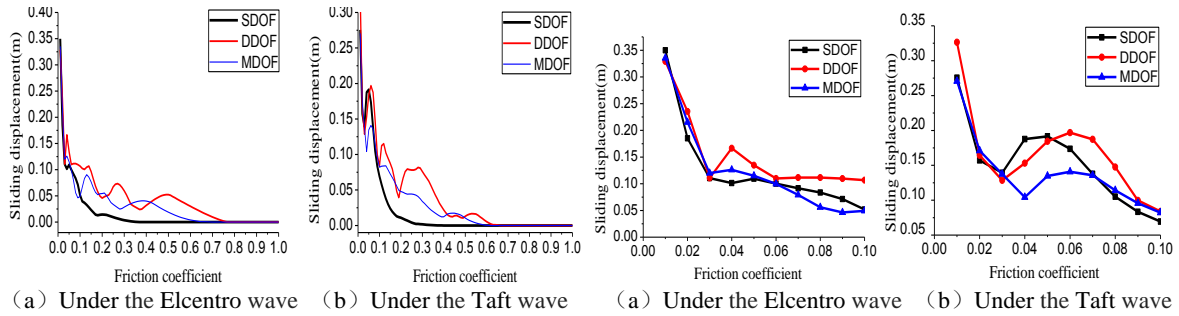 0.40
0.35
0.30
0.25
0.20
0.15
0.10
0.05
0.00
Sliding displacement(m)
SDOF
DDOF
MDOF
0.0 0.1 0.2 0.3 0.4 0.5 0.6 0.7 0.8 0.9 1.0
Friction coefficient
（a）Under the Elcentro wave
0.30
0.25
0.20
0.15
0.10
0.05
0.00
Sliding displacement(m)
SDOF
DDOF
MDOF
0.0 0.1 0.2 0.3 0.4 0.5 0.6 0.7 0.8 0.9 1.0
Friction coefficient
（b）Under the Taft wave
0.35
0.30
0.25
0.20
0.15
0.10
0.05
0.00
Sliding displacement(m)
SDOF
DDOF
MDOF
0.00 0.02 0.04 0.06 0.08 0.10
Friction coefficient
（a）Under the Elcentro wave
0.35
0.30
0.25
0.20
0.15
0.10
0.05
Sliding displacement(m)
SDOF
DDOF
MDOF
0.00 0.02 0.04 0.06 0.08 0.10
Friction coefficient
（b）Under the Taft wave